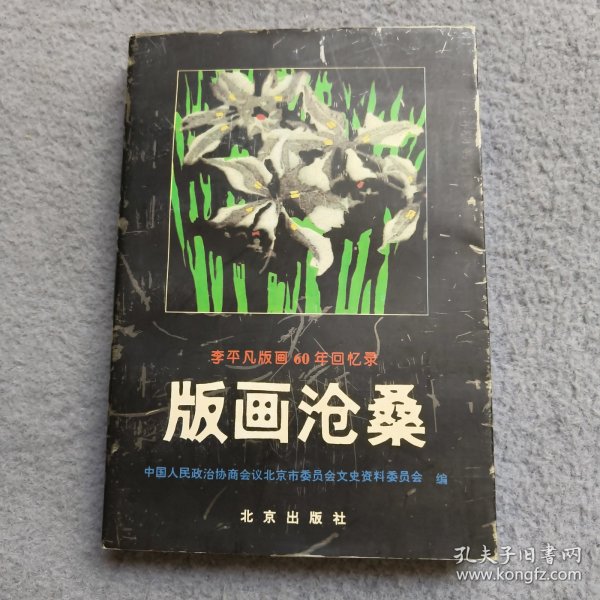 李平凡版画60年回忆录
版画沧桑
中国人民政治协商会议北京市委员会文史资料委员会 编
北京出版社
孔夫子旧书网
www.kongfz.com